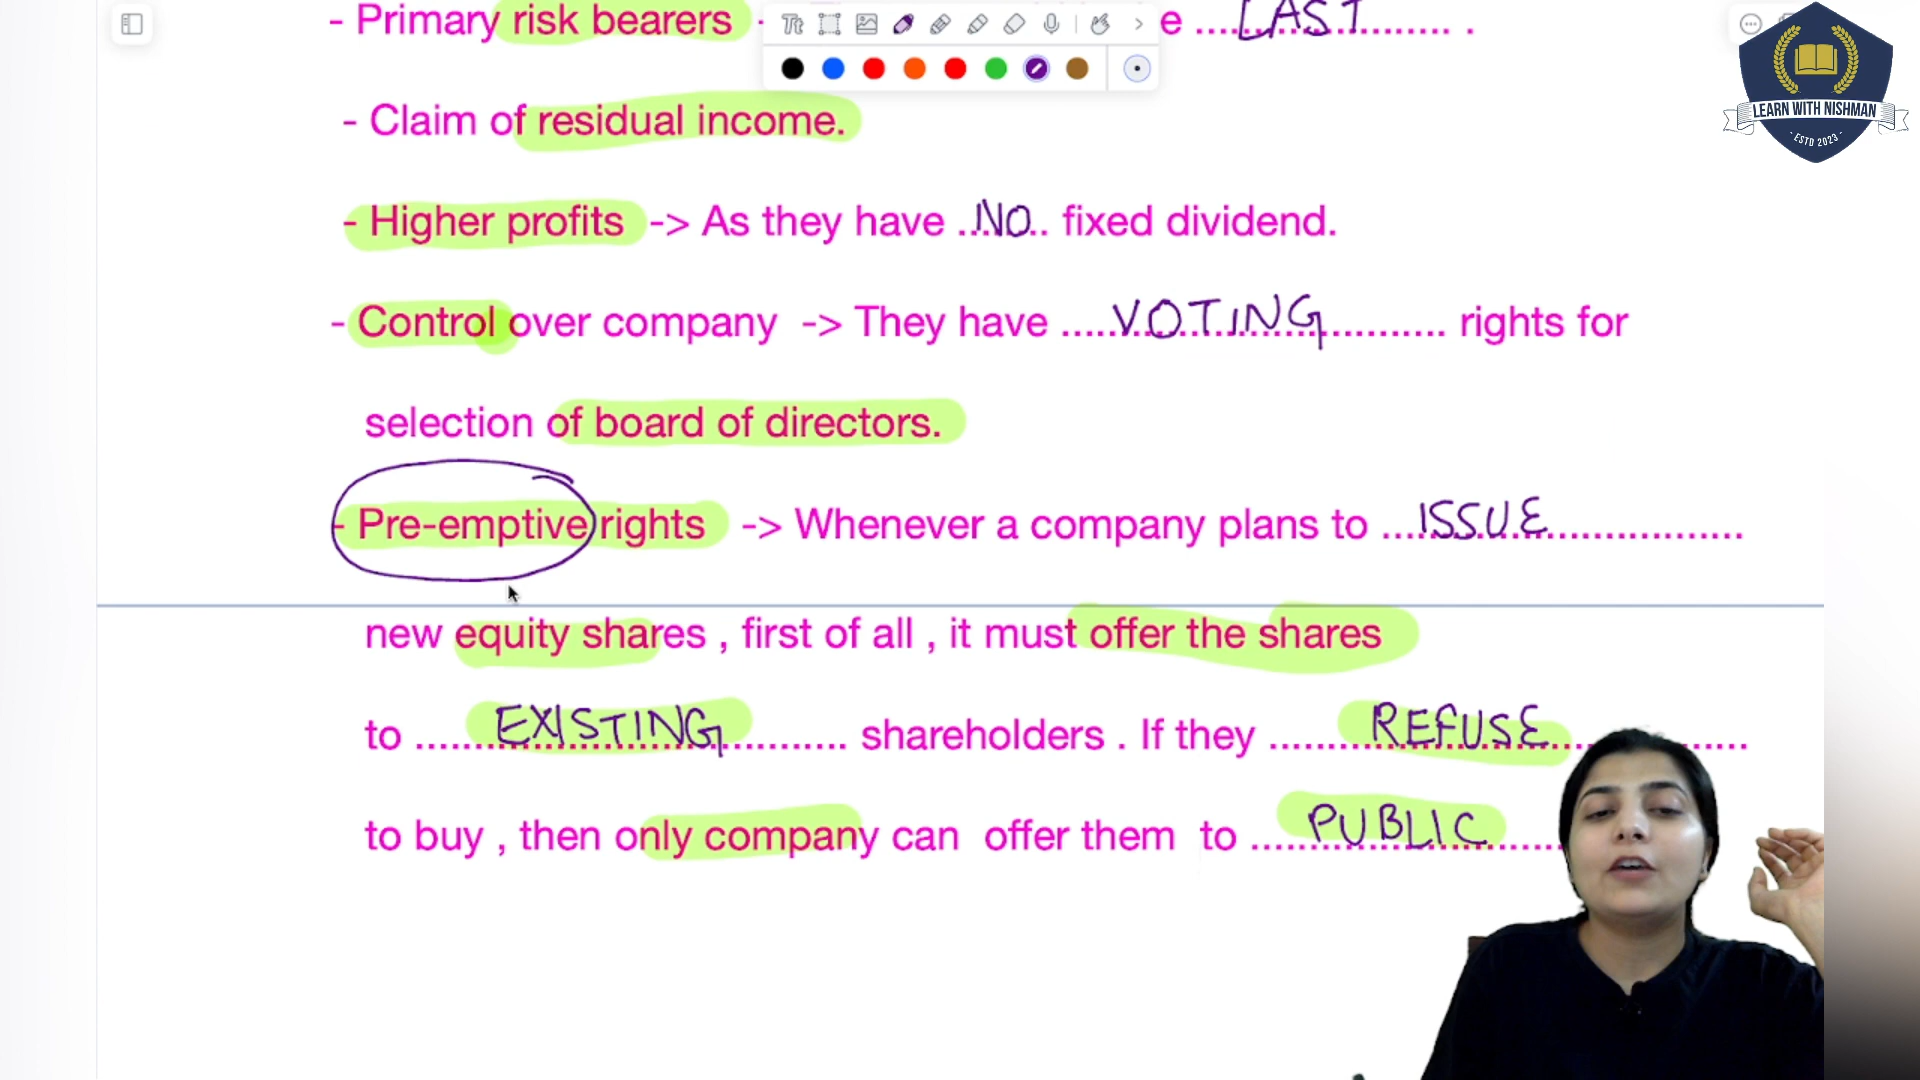 - Primary risk bearers - e ....LAST.... .
LEARN WITH NISHMAN
- ESTD 2023 -
- Claim of residual income.
- Higher profits -> As they have ..NO.. fixed dividend.
- Control over company -> They have .....VOTING.......... rights for
selection of board of directors.
- Pre-emptive rights -> Whenever a company plans to ....ISSUE..............
new equity shares , first of all , it must offer the shares
to ......EXISTING.......... shareholders . If they ........REFUSE..............
to buy , then only company can offer them to ....PUBLIC......